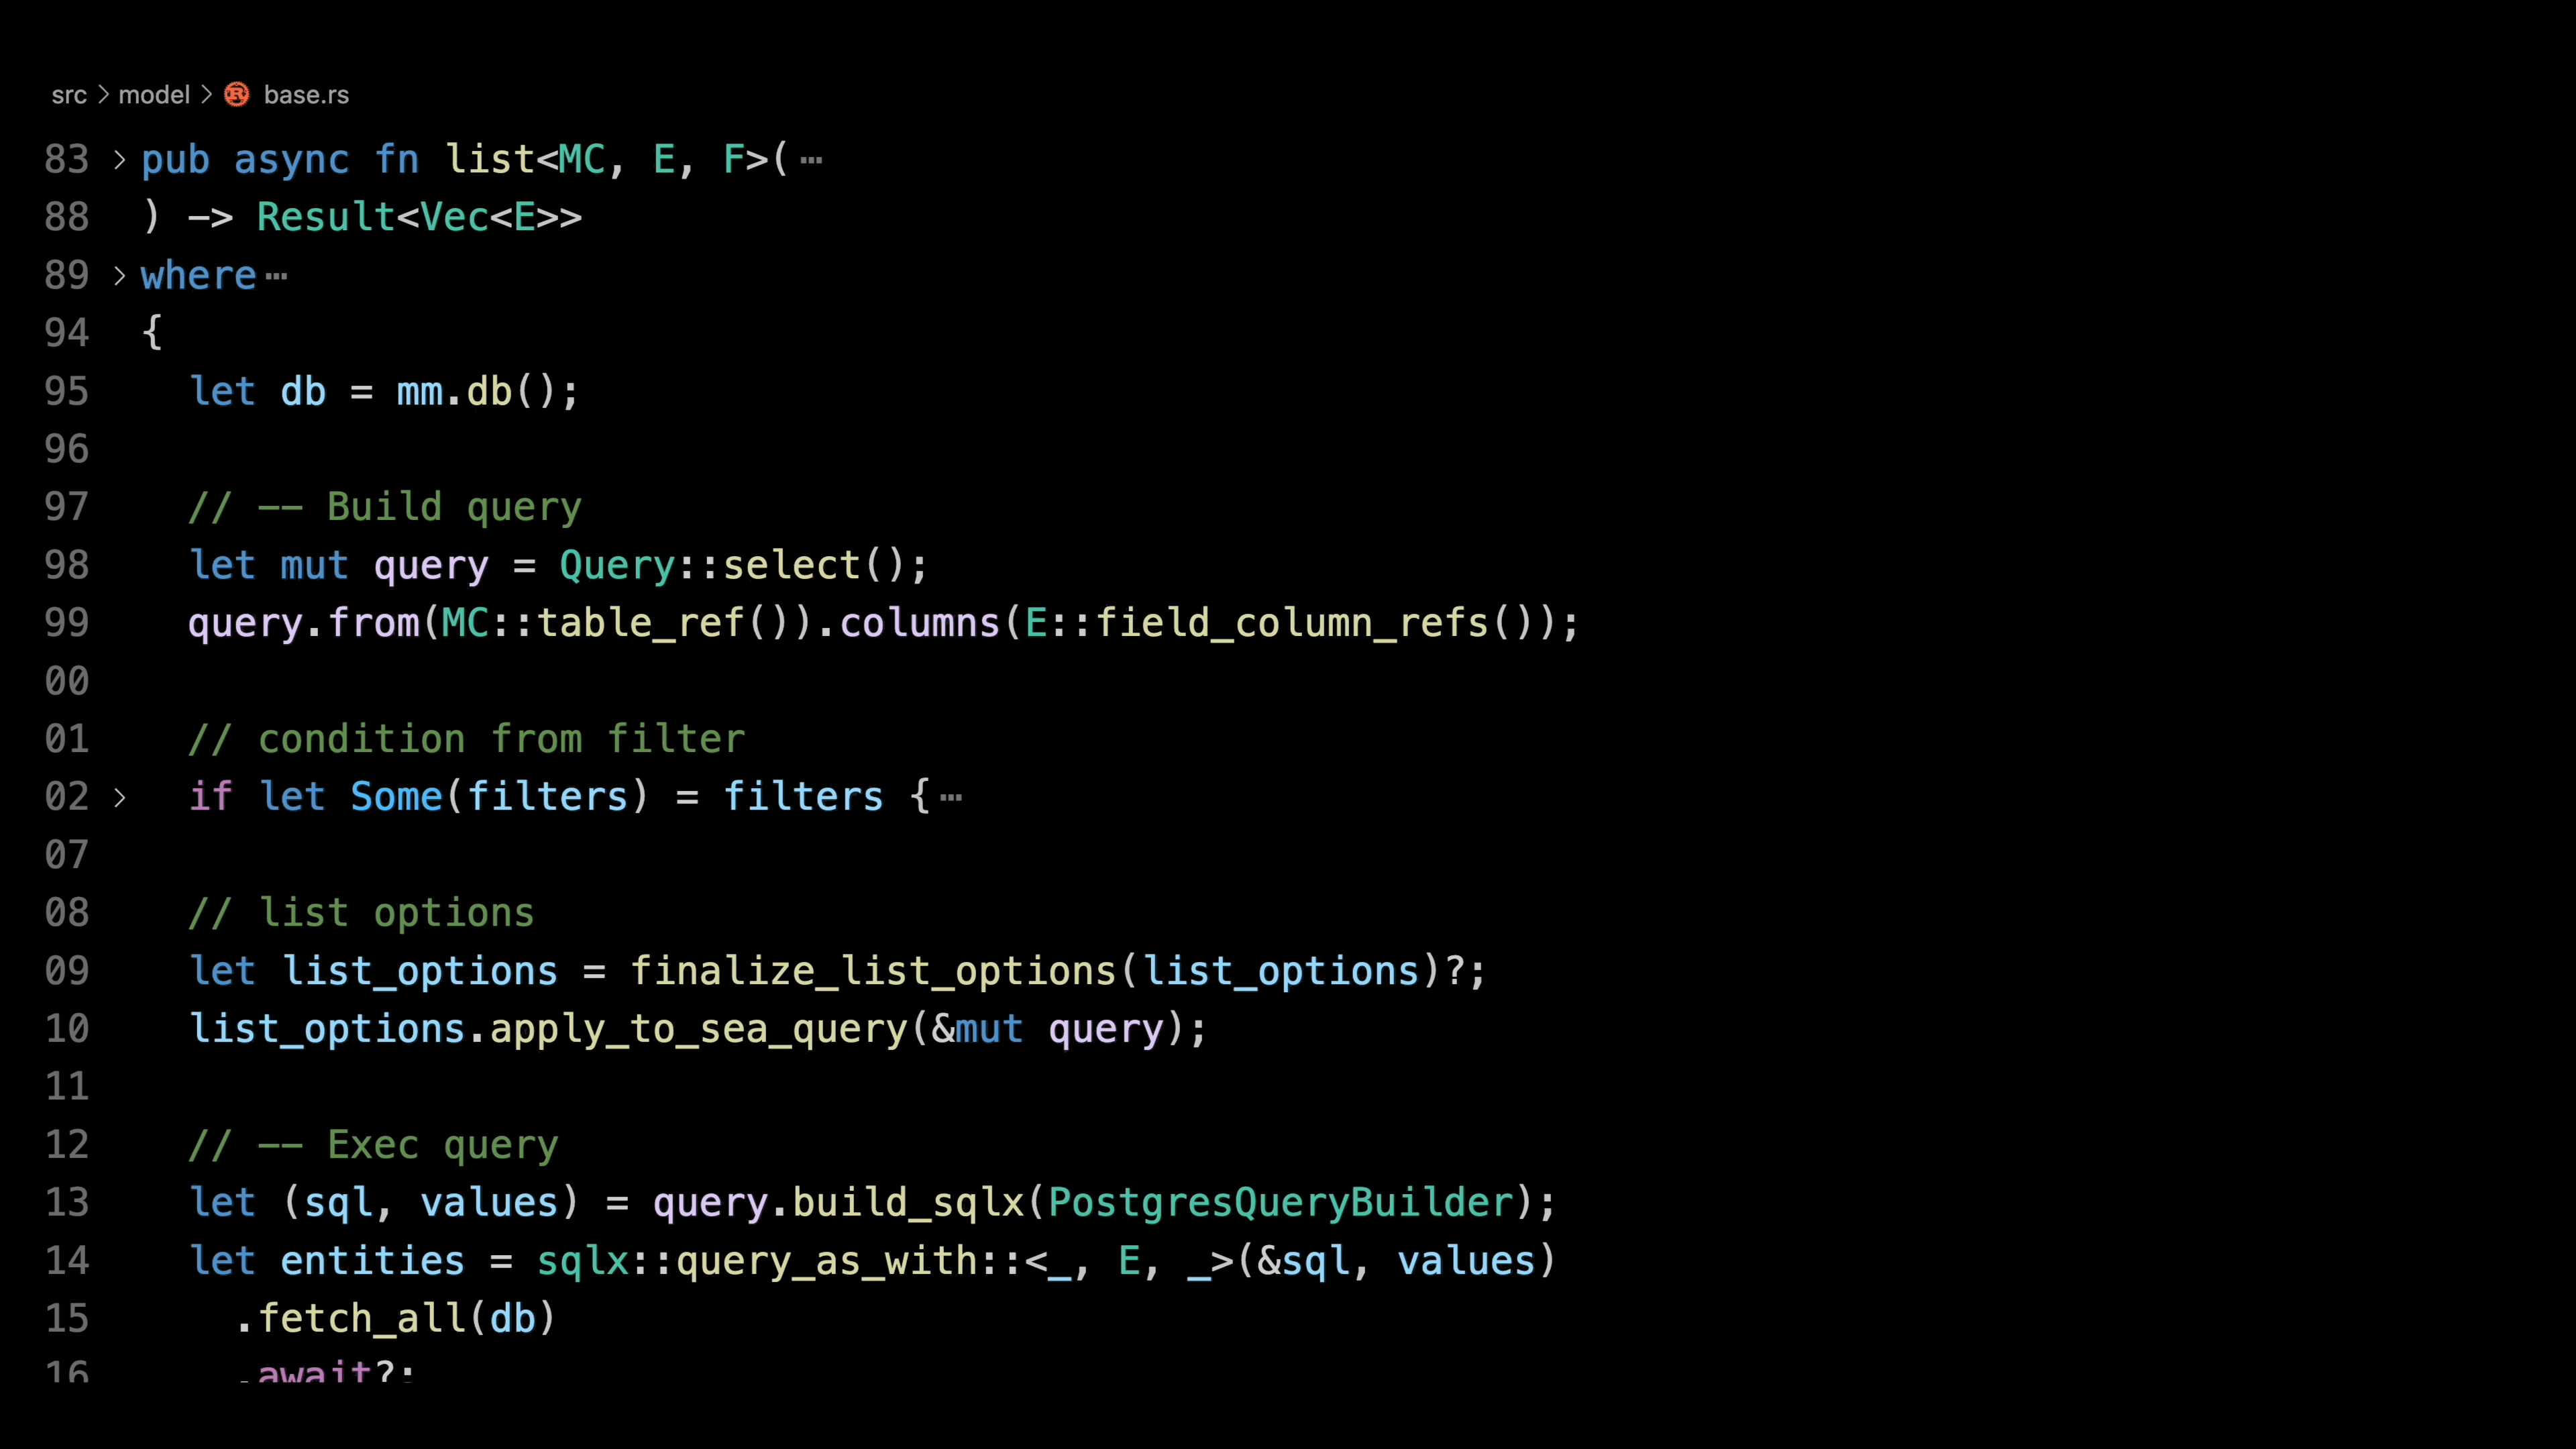 src > model > base.rs
83 > pub async fn list<MC, E, F>( ⋯
88 ) -> Result<Vec<E>>
89 > where ⋯
94 {
95   let db = mm.db();
96
97   // -- Build query
98   let mut query = Query::select();
99   query.from(MC::table_ref()).columns(E::field_column_refs());
00
01   // condition from filter
02 >   if let Some(filters) = filters { ⋯
07
08   // list options
09   let list_options = finalize_list_options(list_options)?;
10   list_options.apply_to_sea_query(&mut query);
11
12   // -- Exec query
13   let (sql, values) = query.build_sqlx(PostgresQueryBuilder);
14   let entities = sqlx::query_as_with::<_, E, _>(&sql, values)
15     .fetch_all(db)
16     .await?;